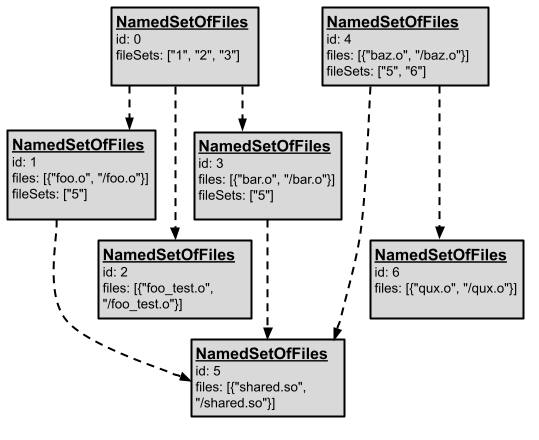 NamedSetOfFiles
id: 0
fileSets: ["1", "2", "3"]
NamedSetOfFiles
id: 4
files: [{"baz.o", "/baz.o"}]
fileSets: ["5", "6"]
NamedSetOfFiles
id: 1
files: [{"foo.o", "/foo.o"}]
fileSets: ["5"]
NamedSetOfFiles
id: 3
files: [{"bar.o", "/bar.o"}]
fileSets: ["5"]
NamedSetOfFiles
id: 2
files: [{"foo_test.o",
"/foo_test.o"}]
NamedSetOfFiles
id: 6
files: [{"qux.o", "/qux.o"}]
NamedSetOfFiles
id: 5
files: [{"shared.so",
"/shared.so"}]